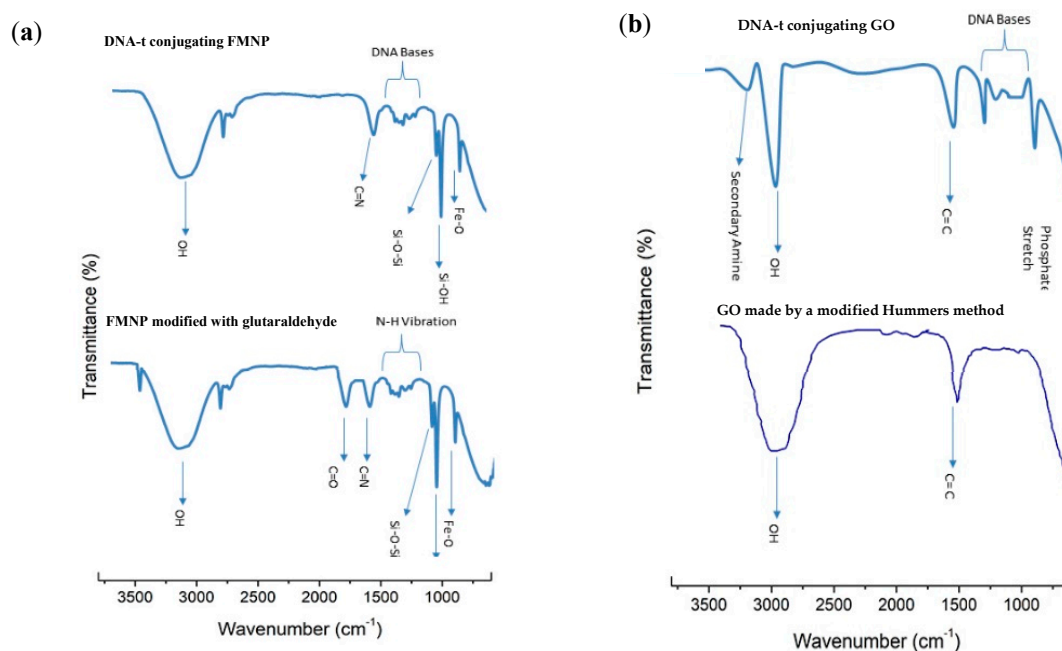 (a)
DNA-t conjugating FMNP
DNA Bases
OH
C=N
Si-O-Si
Si-OH
Fe-O
FMNP modified with glutaraldehyde
N-H Vibration
OH
C=O
C=N
Si-O-Si
Fe-O
Transmittance (%)
3500 3000 2500 2000 1500 1000
Wavenumber (cm⁻¹)
(b)
DNA-t conjugating GO
DNA Bases
Secondary Amine
OH
C=C
Phosphate
Stretch
GO made by a modified Hummers method
OH
C=C
Transmittance (%)
3500 3000 2500 2000 1500 1000
Wavenumber (cm⁻¹)